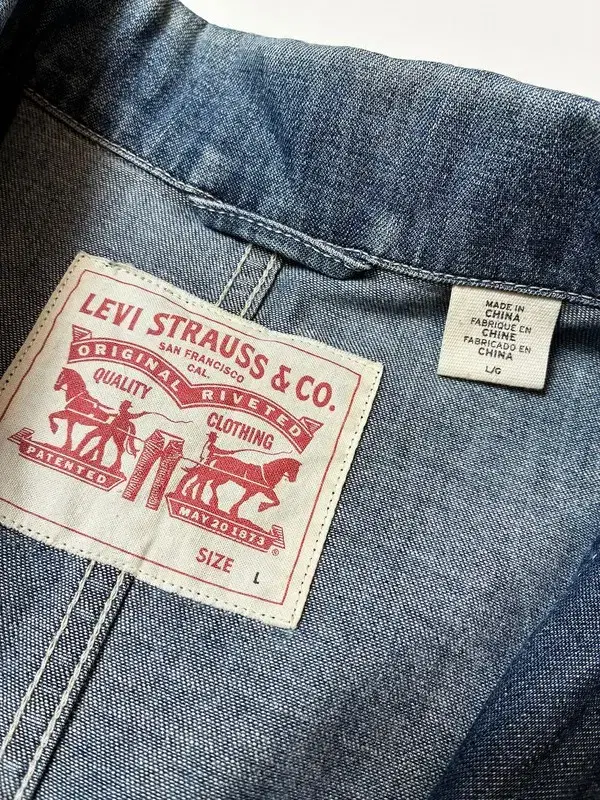 LEVI STRAUSS & CO.
SAN FRANCISCO
CAL.
ORIGINAL RIVETED
QUALITY
CLOTHING
PATENTED
MAY 20 1873
®
SIZE L
MADE IN
CHINA
FABRIQUE EN
CHINE
FABRICADO EN
CHINA
L/G